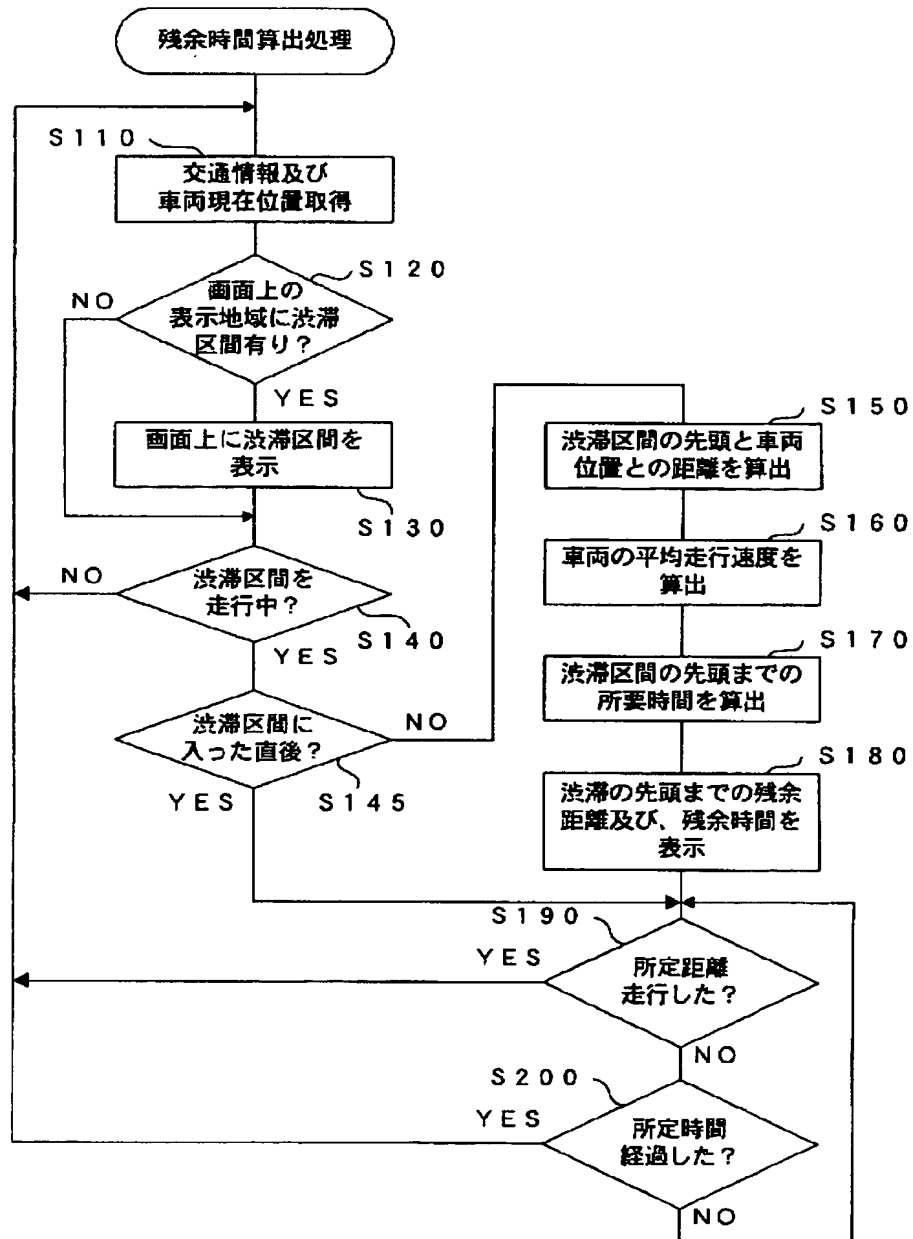 残余時間算出処理
S110
交通情報及び
車両現在位置取得
S120
画面上の
表示地域に渋滞
区間有り？
NO
YES
画面上に渋滞区間を
表示
S130
渋滞区間を
走行中？
NO
S140
YES
渋滞区間に
入った直後？
NO
YES
S145
S150
渋滞区間の先頭と車両
位置との距離を算出
S160
車両の平均走行速度を
算出
S170
渋滞区間の先頭までの
所要時間を算出
S180
渋滞の先頭までの残余
距離及び、残余時間を
表示
S190
YES
所定距離
走行した？
NO
S200
YES
所定時間
経過した？
NO